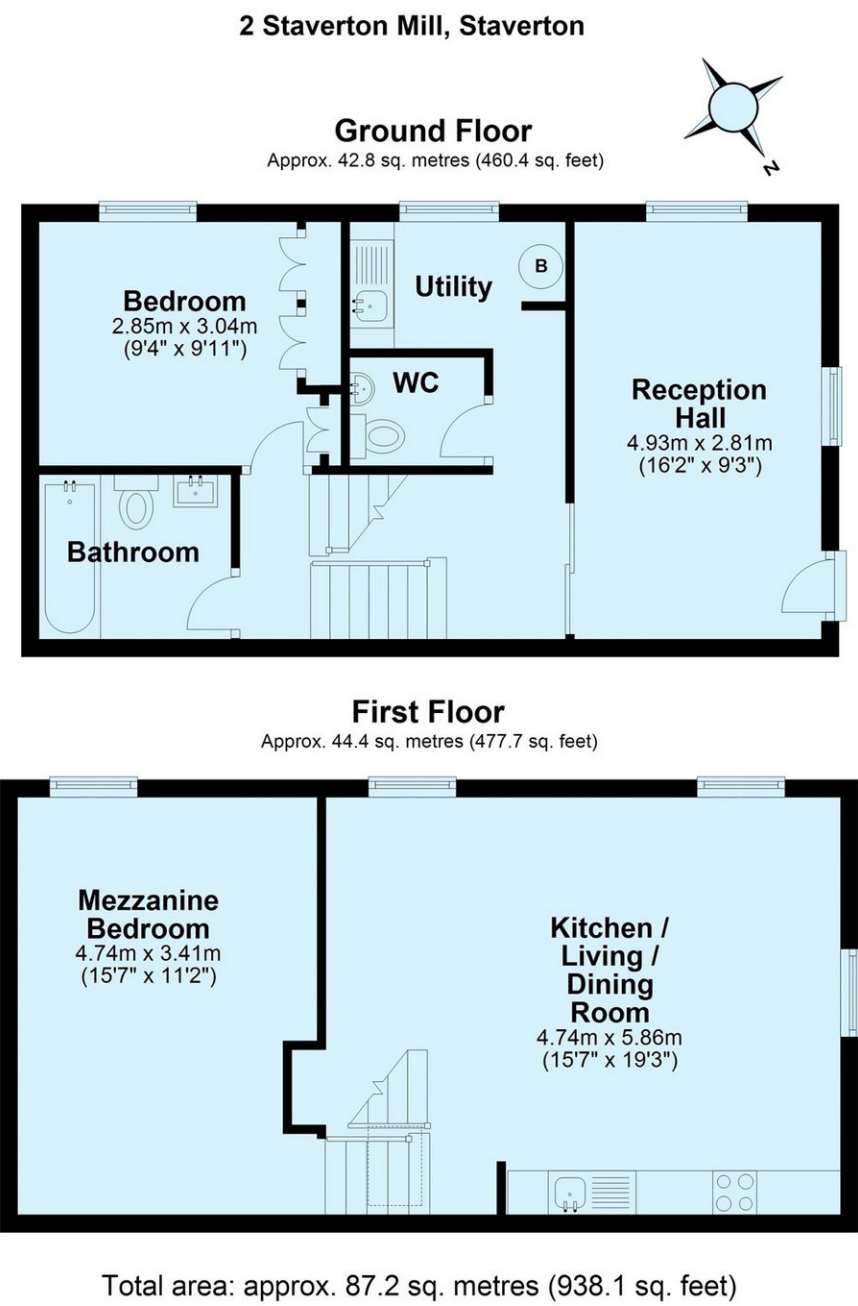 2 Staverton Mill, Staverton
N
Ground Floor
Approx. 42.8 sq. metres (460.4 sq. feet)
Bedroom
2.85m x 3.04m
(9'4" x 9'11")
Utility
B
WC
Reception
Hall
4.93m x 2.81m
(16'2" x 9'3")
Bathroom
First Floor
Approx. 44.4 sq. metres (477.7 sq. feet)
Mezzanine
Bedroom
4.74m x 3.41m
(15'7" x 11'2")
Kitchen /
Living /
Dining
Room
4.74m x 5.86m
(15'7" x 19'3")
Total area: approx. 87.2 sq. metres (938.1 sq. feet)